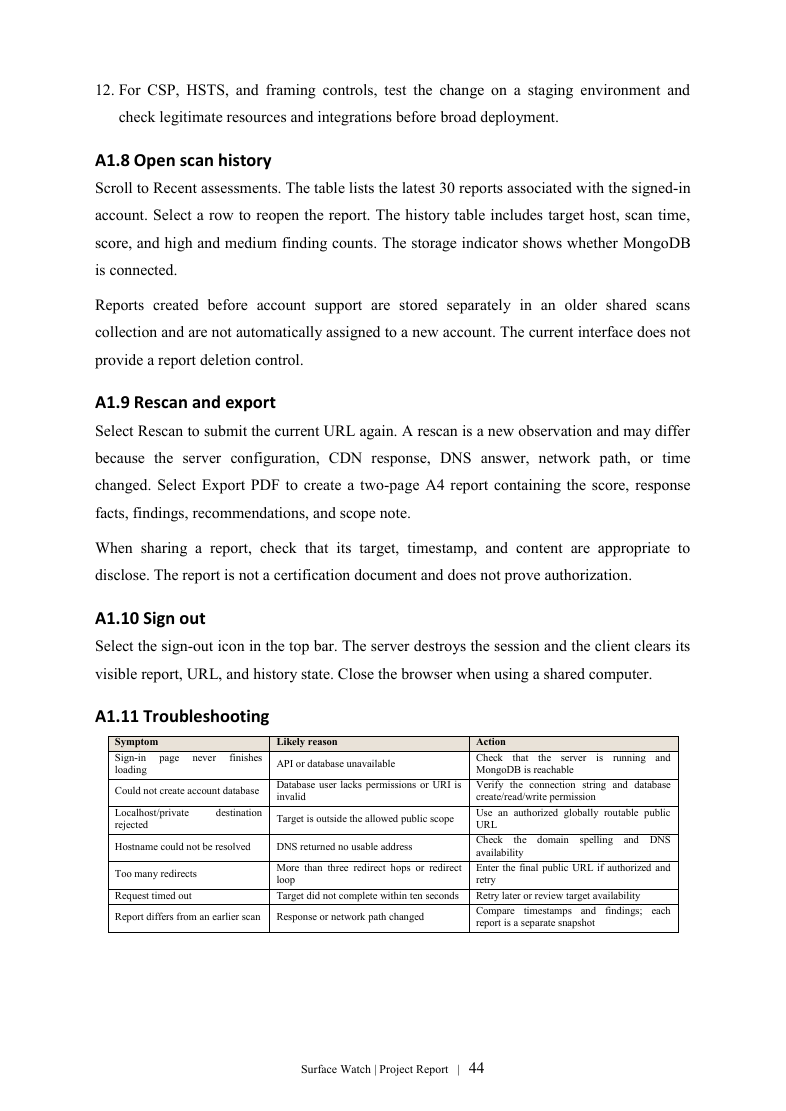 12. For CSP, HSTS, and framing controls, test the change on a staging environment and
check legitimate resources and integrations before broad deployment.
A1.8 Open scan history
Scroll to Recent assessments. The table lists the latest 30 reports associated with the signed-in
account. Select a row to reopen the report. The history table includes target host, scan time,
score, and high and medium finding counts. The storage indicator shows whether MongoDB
is connected.
Reports created before account support are stored separately in an older shared scans
collection and are not automatically assigned to a new account. The current interface does not
provide a report deletion control.
A1.9 Rescan and export
Select Rescan to submit the current URL again. A rescan is a new observation and may differ
because the server configuration, CDN response, DNS answer, network path, or time
changed. Select Export PDF to create a two-page A4 report containing the score, response
facts, findings, recommendations, and scope note.
When sharing a report, check that its target, timestamp, and content are appropriate to
disclose. The report is not a certification document and does not prove authorization.
A1.10 Sign out
Select the sign-out icon in the top bar. The server destroys the session and the client clears its
visible report, URL, and history state. Close the browser when using a shared computer.
A1.11 Troubleshooting
Symptom Likely reason Action
Sign-in page never finishes
loading
API or database unavailable
Check that the server is running and
MongoDB is reachable
Could not create account database
Database user lacks permissions or URI is
invalid
Verify the connection string and database
create/read/write permission
Localhost/private destination
rejected
Target is outside the allowed public scope
Use an authorized globally routable public
URL
Hostname could not be resolved
DNS returned no usable address
Check the domain spelling and DNS
availability
Too many redirects
More than three redirect hops or redirect
loop
Enter the final public URL if authorized and
retry
Request timed out
Target did not complete within ten seconds
Retry later or review target availability
Report differs from an earlier scan
Response or network path changed
Compare timestamps and findings; each
report is a separate snapshot
Surface Watch | Project Report | 44